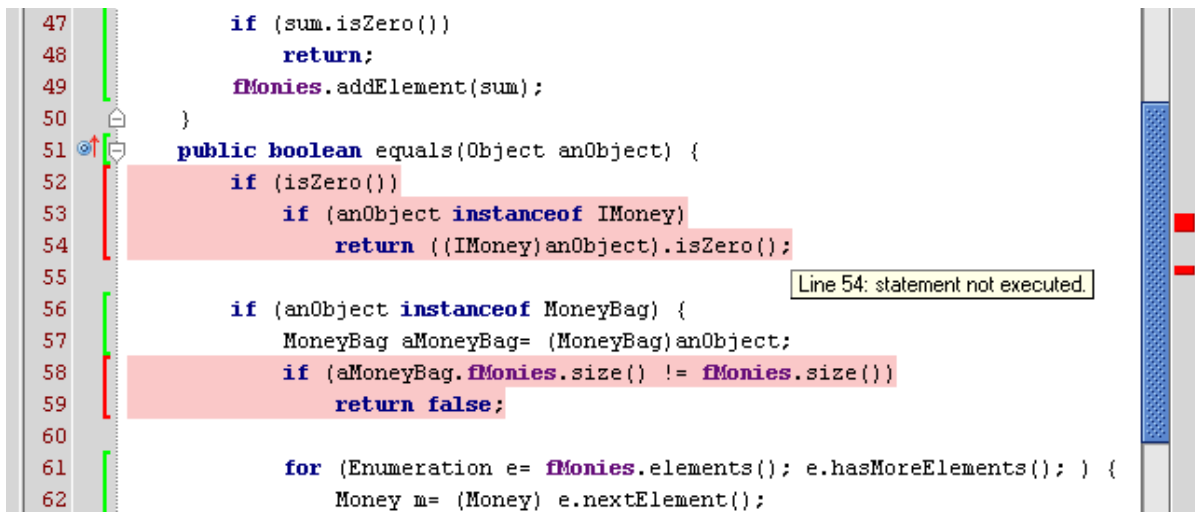 47 if (sum.isZero())
48 return;
49 fMonies.addElement(sum);
50 }
51 public boolean equals(Object anObject) {
52 if (isZero())
53 if (anObject instanceof IMoney)
54 return ((IMoney)anObject).isZero();
55
Line 54: statement not executed.
56 if (anObject instanceof MoneyBag) {
57 MoneyBag aMoneyBag= (MoneyBag)anObject;
58 if (aMoneyBag.fMonies.size() != fMonies.size())
59 return false;
60
61 for (Enumeration e= fMonies.elements(); e.hasMoreElements(); ) {
62 Money m= (Money) e.nextElement();